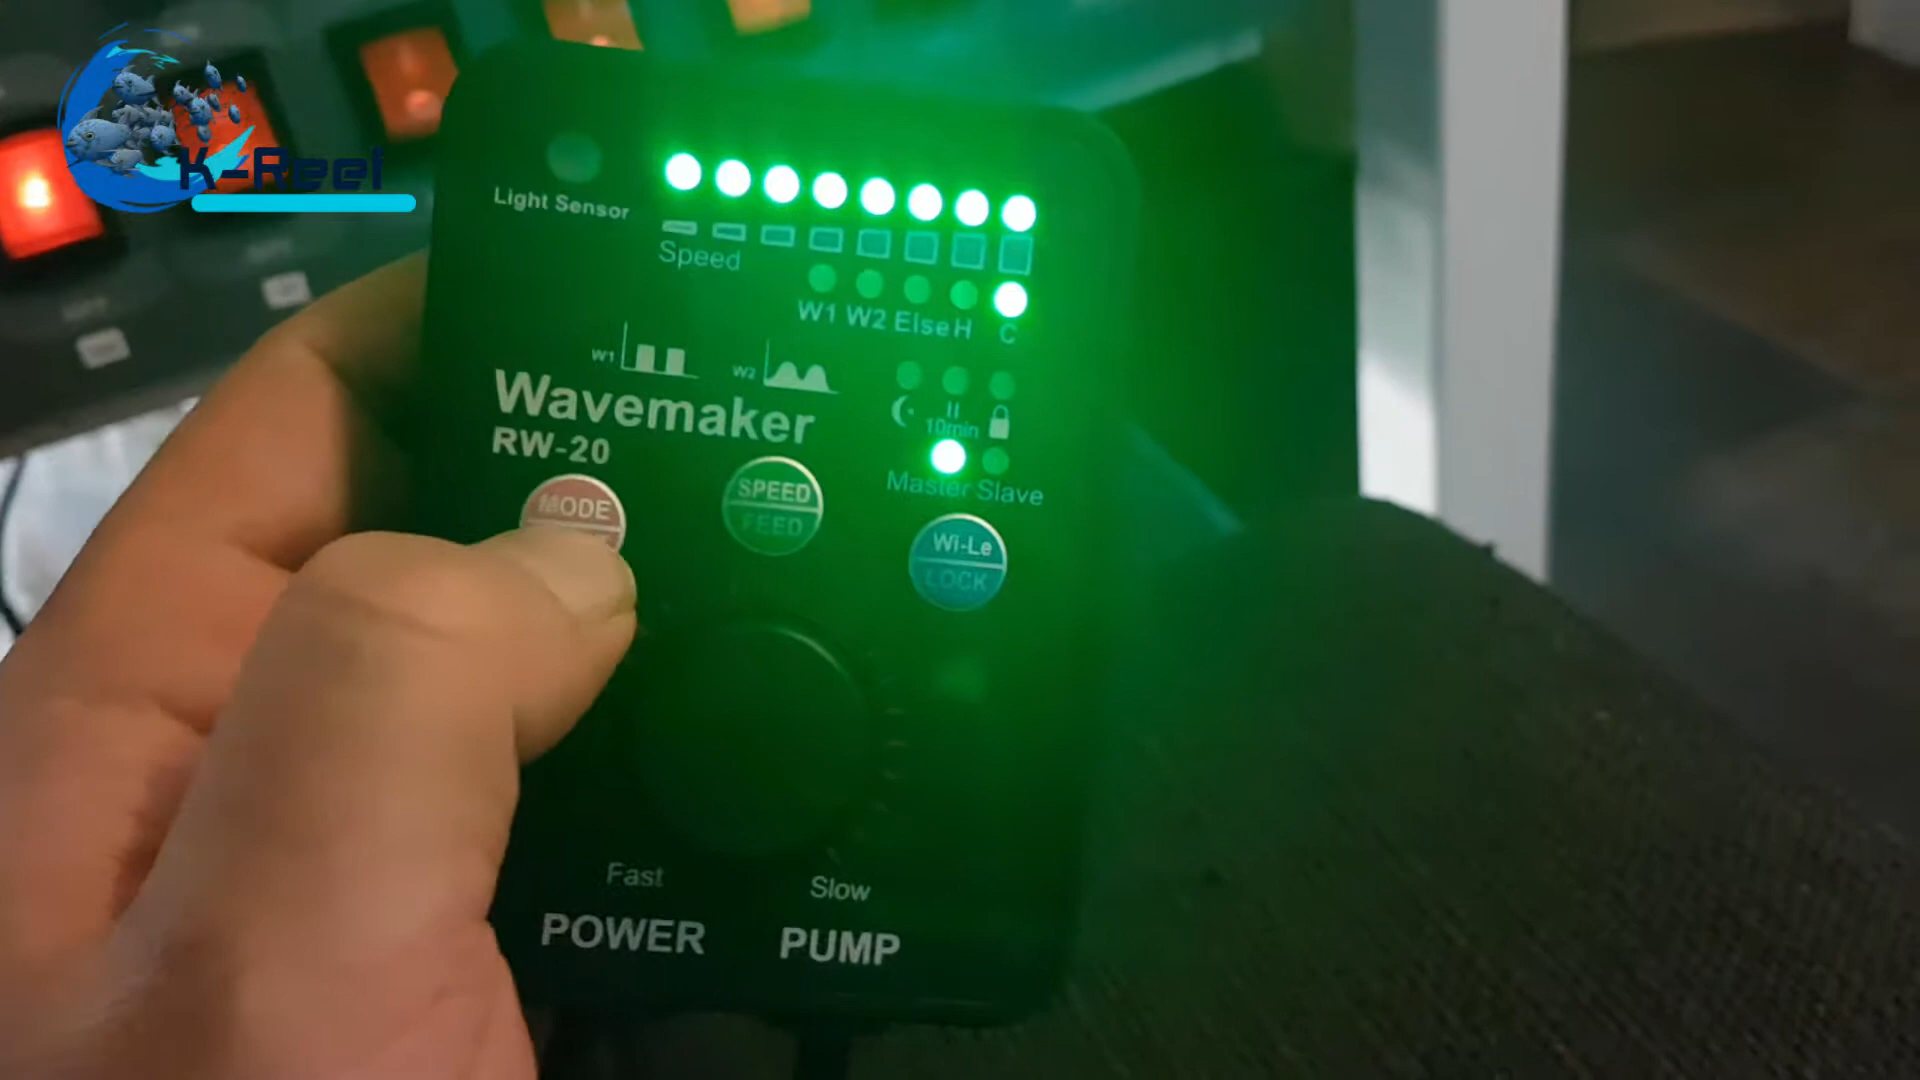 K-Reef
Light Sensor
Speed
W1 W2 Else H C
W1
W2
Wavemaker
RW-20
II
10min
Master Slave
MODE
SPEED
FEED
Wi-Le
LOCK
Fast
Slow
POWER
PUMP